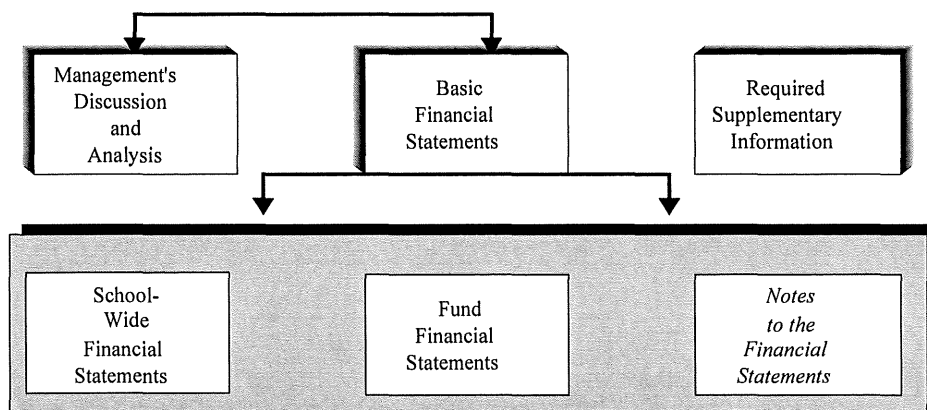 Management's
Discussion
and
Analysis
Basic
Financial
Statements
Required
Supplementary
Information
School-
Wide
Financial
Statements
Fund
Financial
Statements
Notes
to the
Financial
Statements